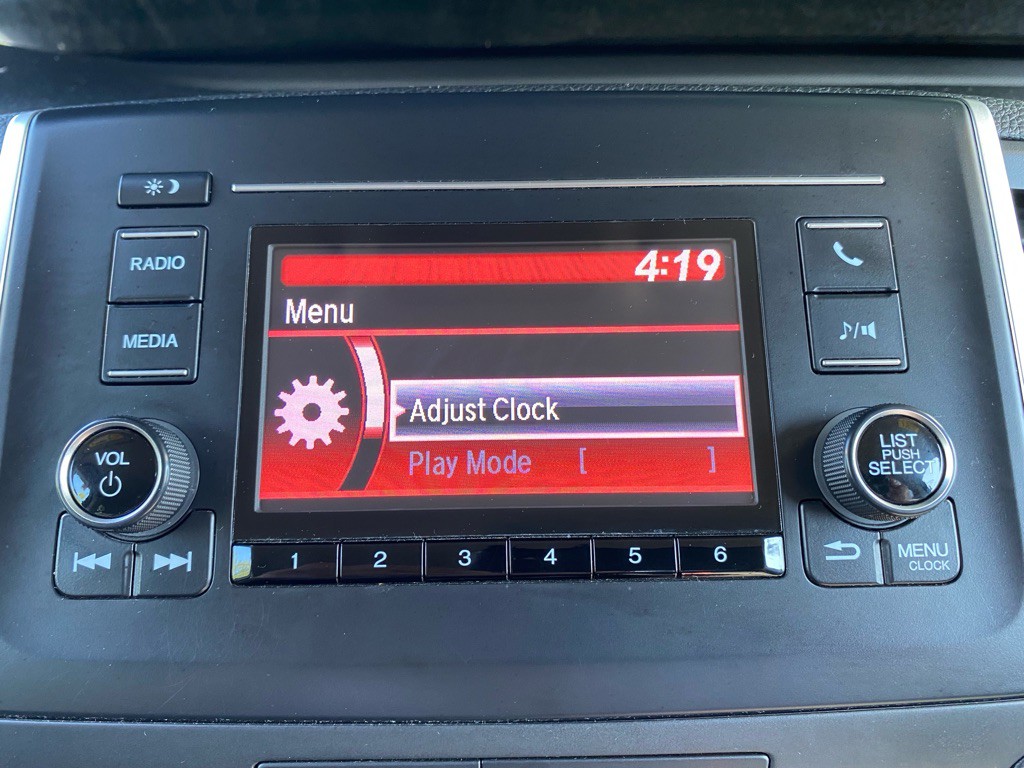 4:19
Menu
Adjust Clock
Play Mode [ ]
RADIO
MEDIA
VOL
LIST
PUSH
SELECT
1 2 3 4 5 6
MENU
CLOCK